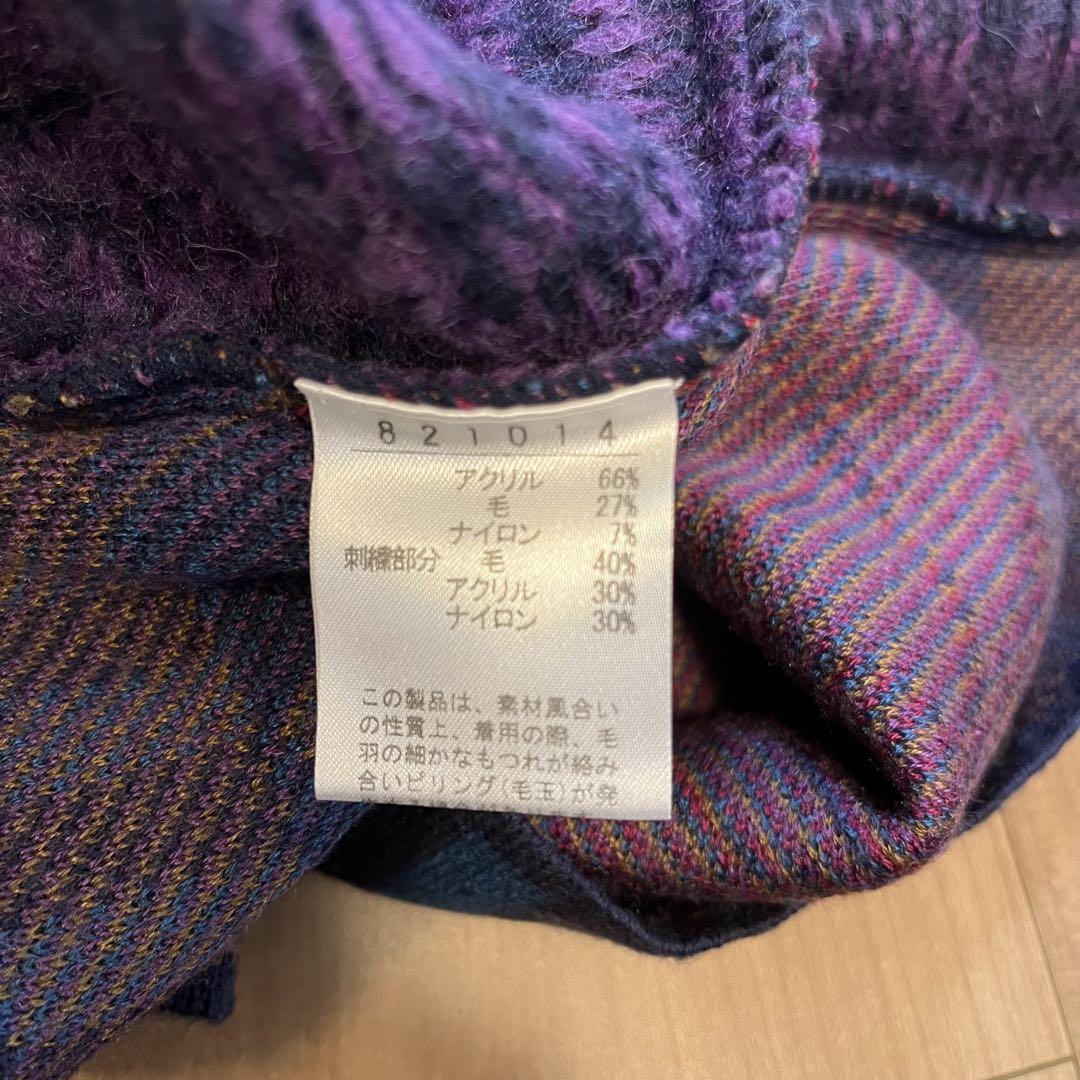 821014
アクリル 66%
毛 27%
ナイロン 7%
刺繍部分 毛 40%
アクリル 30%
ナイロン 30%
この製品は、素材風合い
の性質上、着用の際、毛
羽の細かなもつれが絡み
合いピリング(毛玉)が発